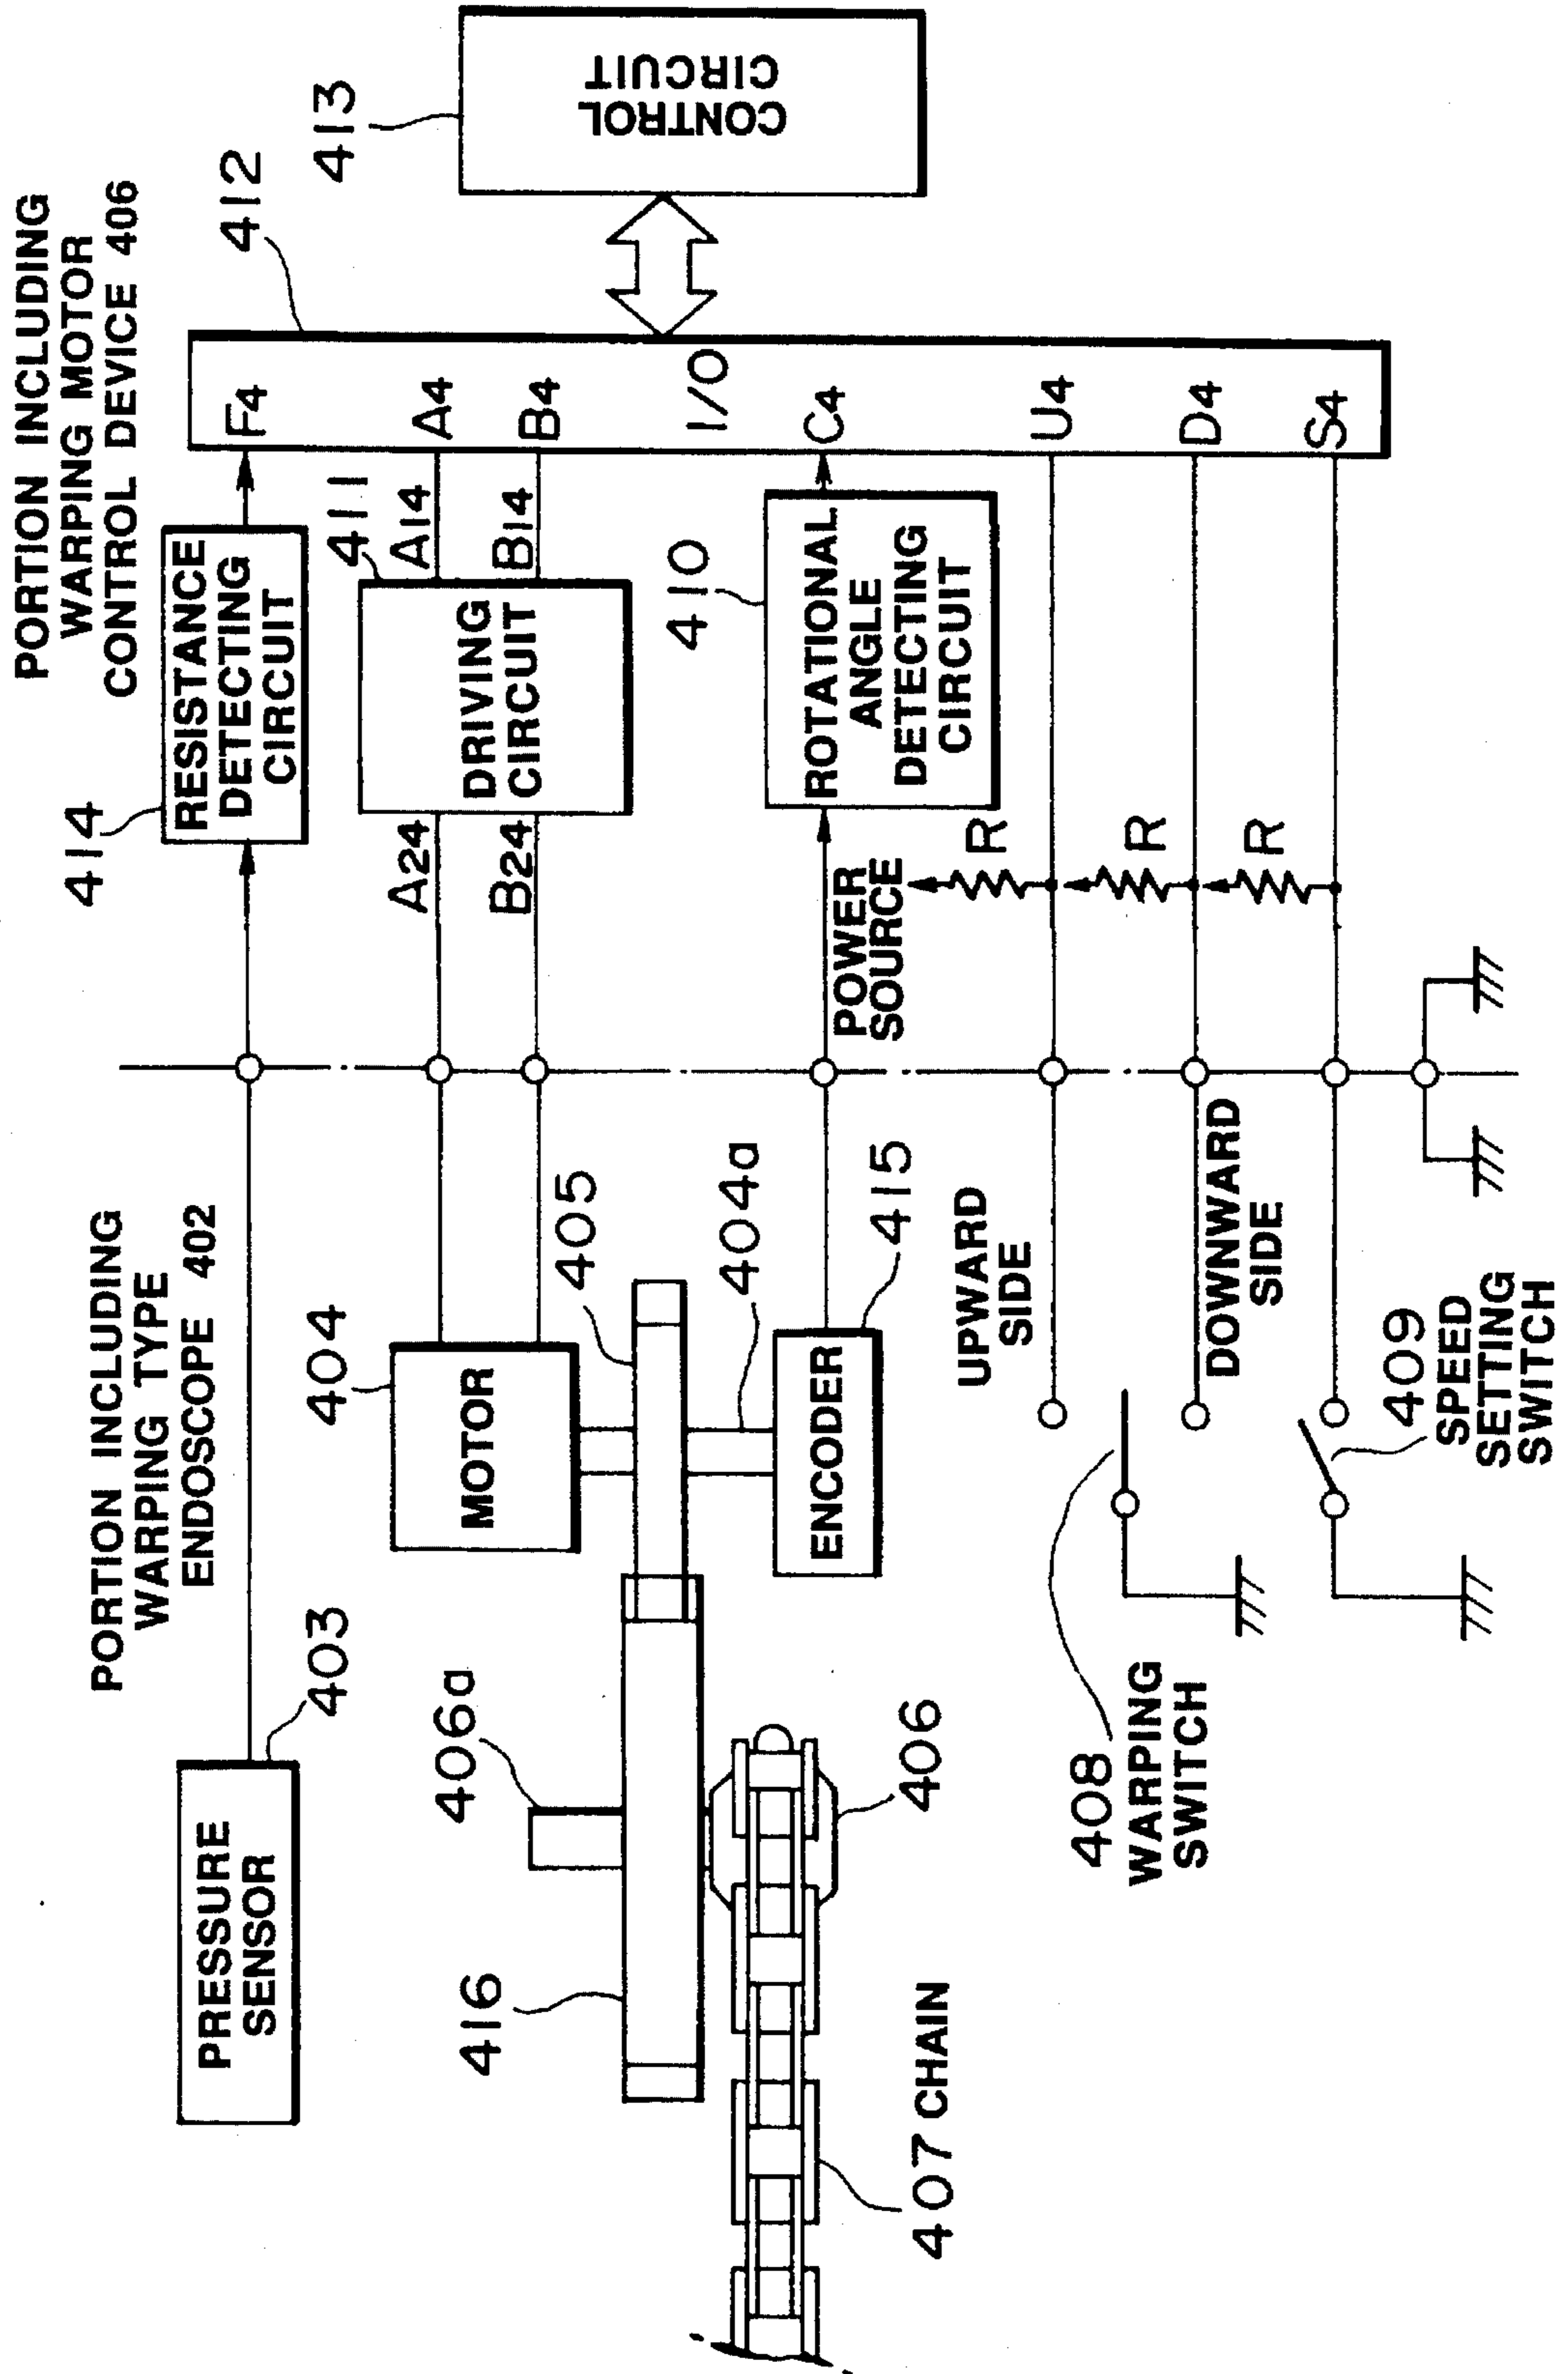 PORTION INCLUDING
WARPING TYPE
ENDOSCOPE 402
PORTION INCLUDING
WARPING MOTOR
CONTROL DEVICE 406
PRESSURE
SENSOR
403
414
RESISTANCE
DETECTING
CIRCUIT
F4
412
413
CONTROL
CIRCUIT
404
MOTOR
A24
B24
411
DRIVING
CIRCUIT
A14
B14
A4
B4
I/O
405
406a
416
404a
ENCODER
415
410
ROTATIONAL
ANGLE
DETECTING
CIRCUIT
C4
POWER
SOURCE
R
R
R
U4
D4
S4
406
407 CHAIN
UPWARD
SIDE
DOWNWARD
SIDE
408
WARPING
SWITCH
409
SPEED
SETTING
SWITCH